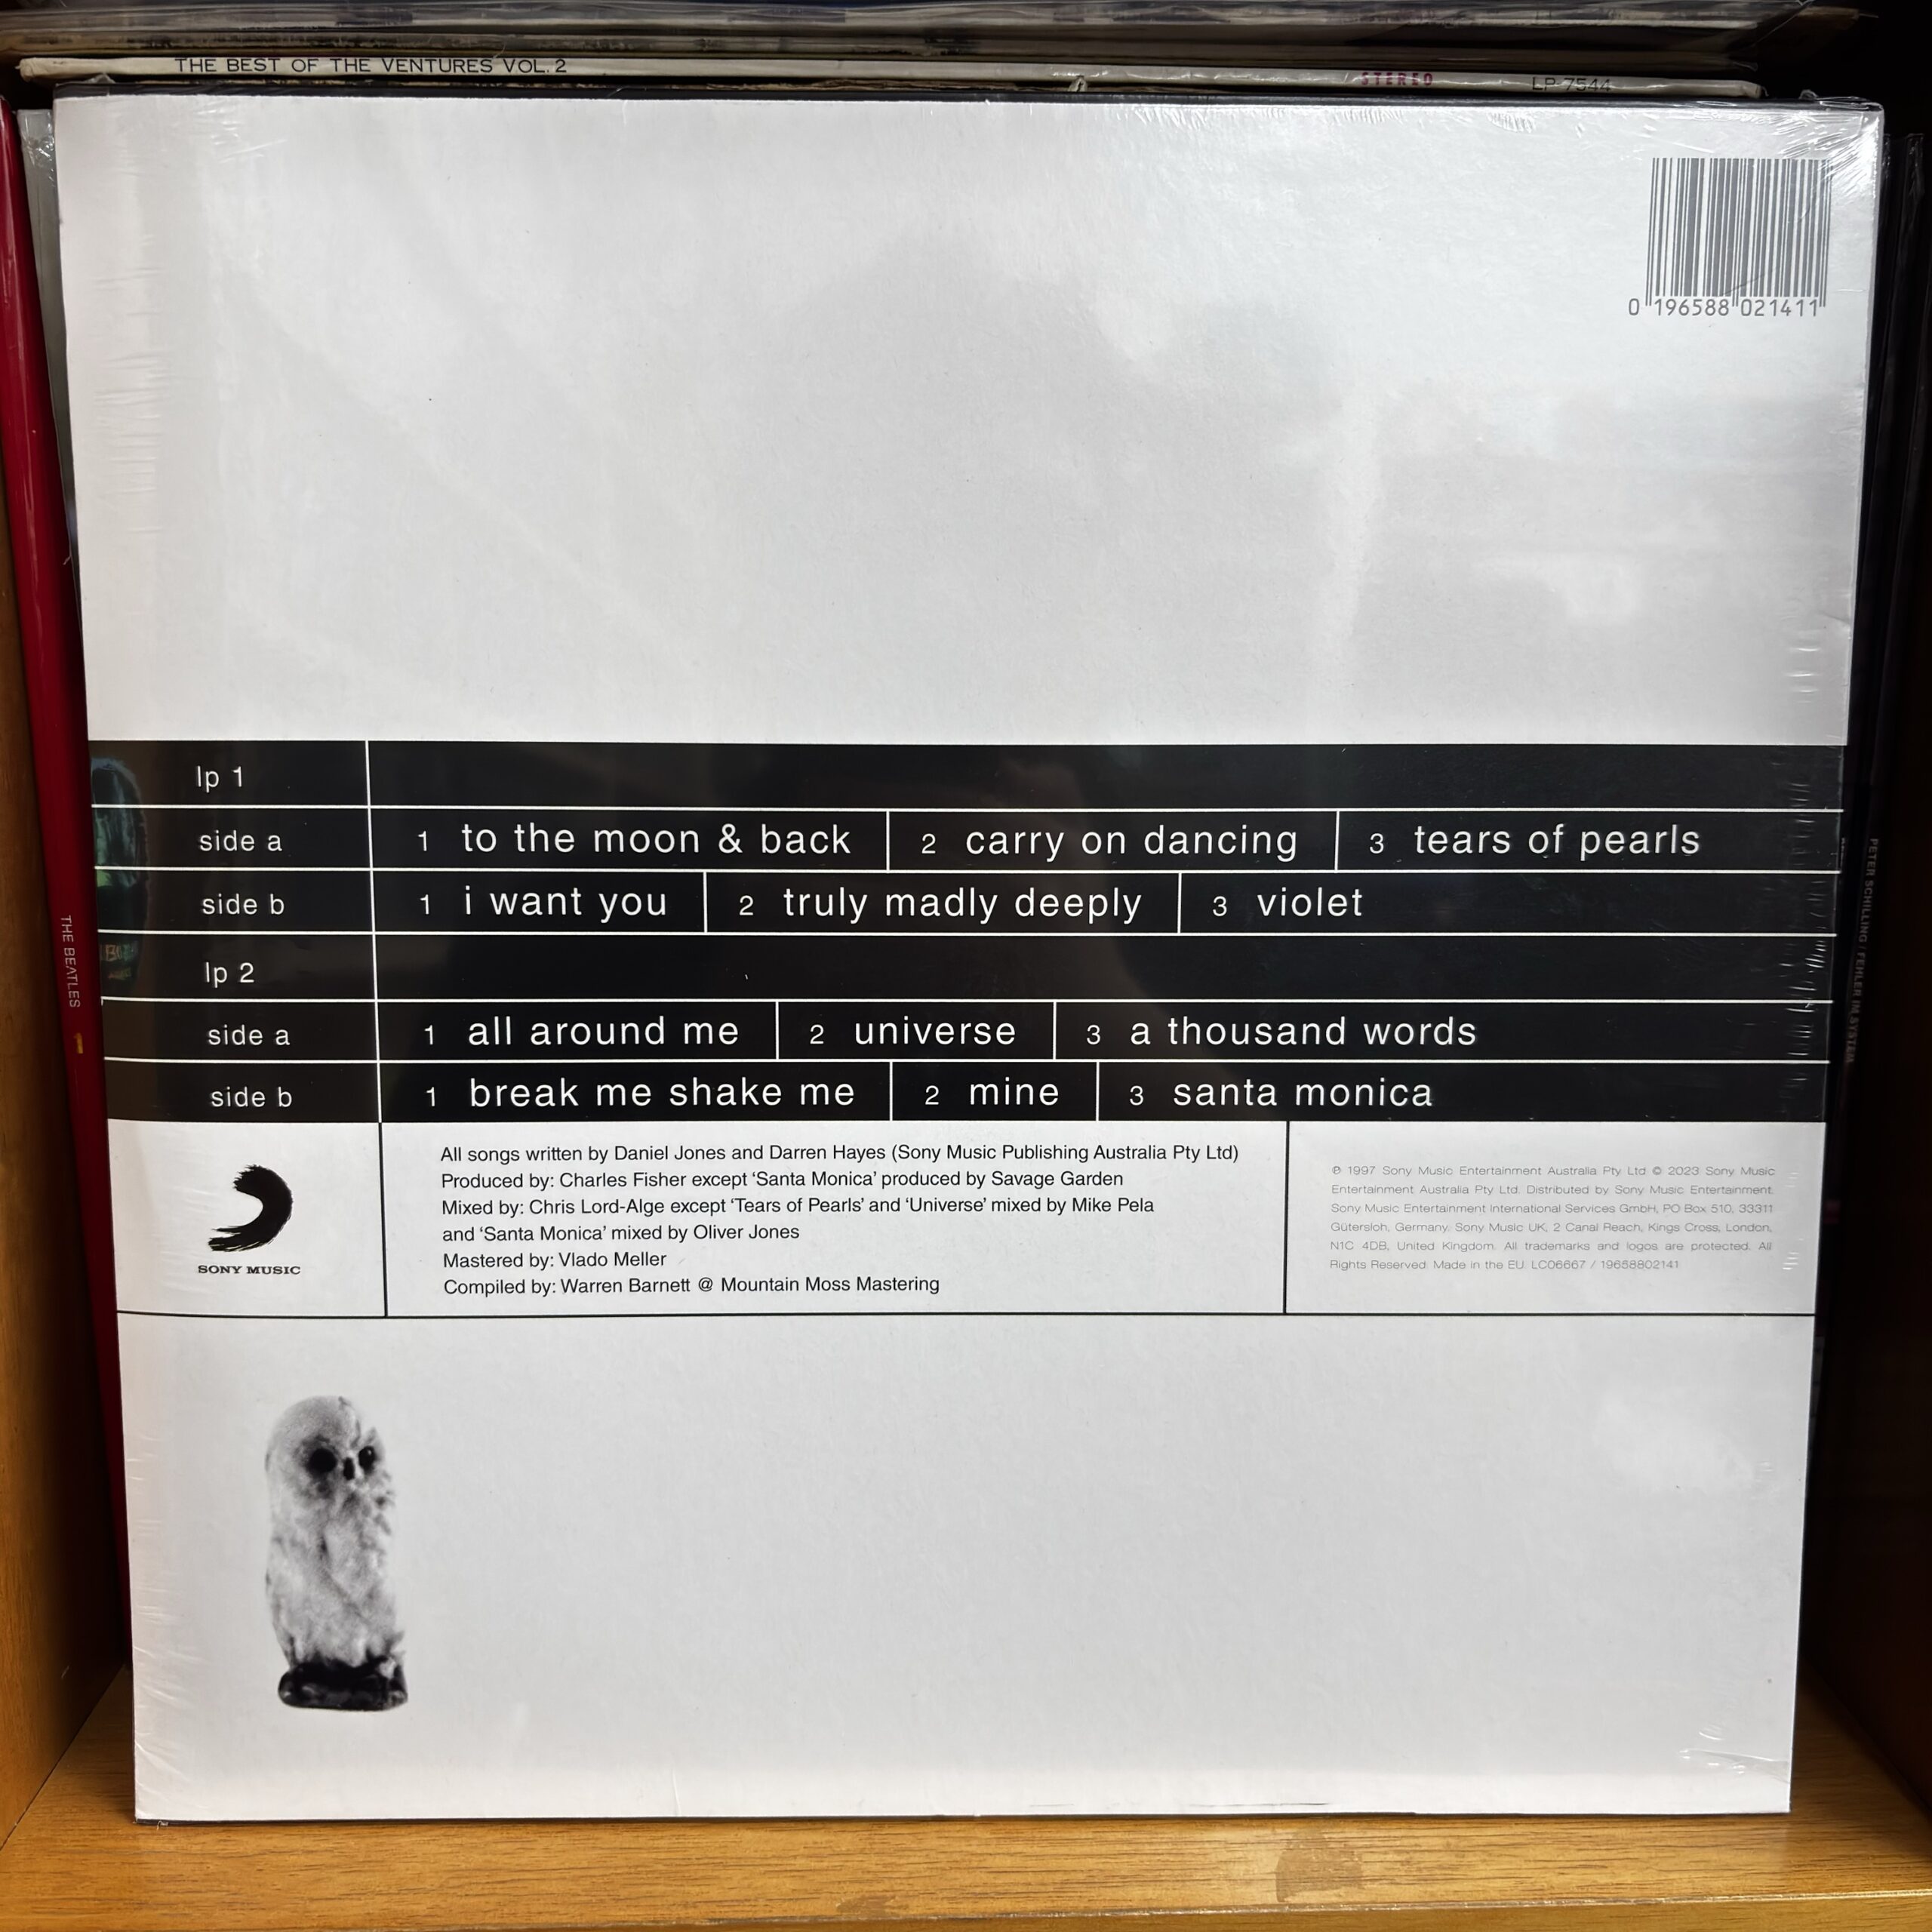 THE BEST OF THE VENTURES VOL. 2
STEREO
LP-7544
0 196588 021411
lp 1
side a 1 to the moon & back 2 carry on dancing 3 tears of pearls
side b 1 i want you 2 truly madly deeply 3 violet
lp 2
side a 1 all around me 2 universe 3 a thousand words
side b 1 break me shake me 2 mine 3 santa monica
SONY MUSIC
All songs written by Daniel Jones and Darren Hayes (Sony Music Publishing Australia Pty Ltd)
Produced by: Charles Fisher except ‘Santa Monica’ produced by Savage Garden
Mixed by: Chris Lord-Alge except ‘Tears of Pearls’ and ‘Universe’ mixed by Mike Pela
and ‘Santa Monica’ mixed by Oliver Jones
Mastered by: Vlado Meller
Compiled by: Warren Barnett @ Mountain Moss Mastering
℗ 1997 Sony Music Entertainment Australia Pty Ltd © 2023 Sony Music
Entertainment Australia Pty Ltd. Distributed by Sony Music Entertainment.
Sony Music Entertainment International Services GmbH, PO Box 510, 33311
Gütersloh, Germany. Sony Music UK, 2 Canal Reach, Kings Cross, London,
N1C 4DB, United Kingdom. All trademarks and logos are protected. All
Rights Reserved. Made in the EU. LC06667 / 19658802141
THE BEATLES
1
PETER SCHILLING / FEHLER IM SYSTEM